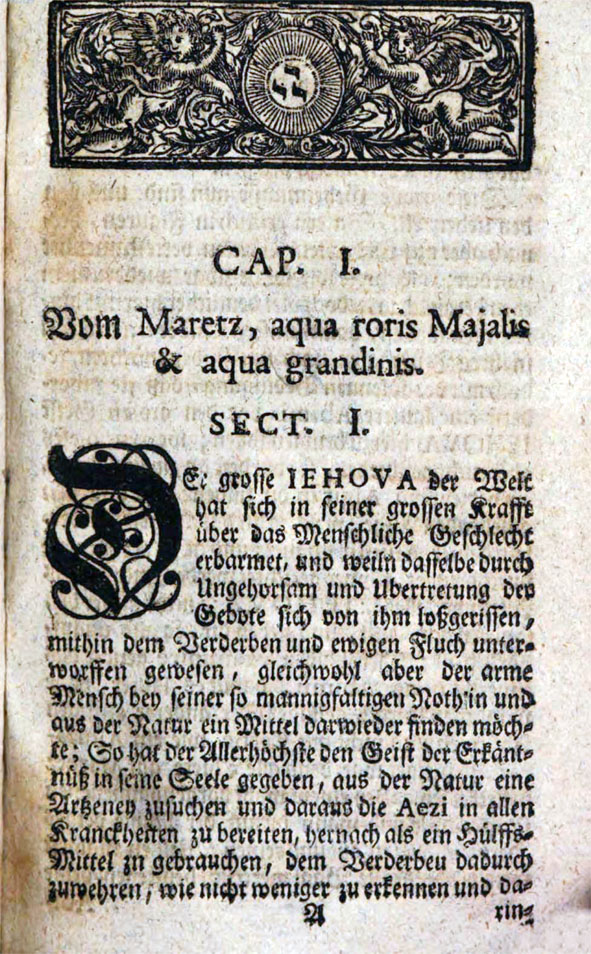 CAP. I.
Vom Maretz, aqua roris Majalis
& aqua grandinis.
SECT. I.
DEr grosse IEHOVA der Welt
hat sich in seiner grossen Krafft
über das Menschliche Geschlecht
erbarmet, und weiln dasselbe durch
Ungehorsam und Ubertretung der
Gebote sich von ihm loßgerissen,
mithin dem Verderben und ewigen Fluch unter-
worffen gewesen, gleichwohl aber der arme
Mensch bey seiner so mannigfaltigen Noth in und
aus der Natur ein Mittel darwieder finden möch-
te; So hat der Allerhöchste den Geist der Erkänt-
nüß in seine Seele gegeben, aus der Natur eine
Artzeney zusuchen und daraus die Aezi in allen
Kranckheiten zu bereiten, hernach als ein Hülffs-
Mittel zn gebrauchen, dem Verderbeu dadurch
zuwehren, wie nicht weniger zu erkennen und da-
A rin-